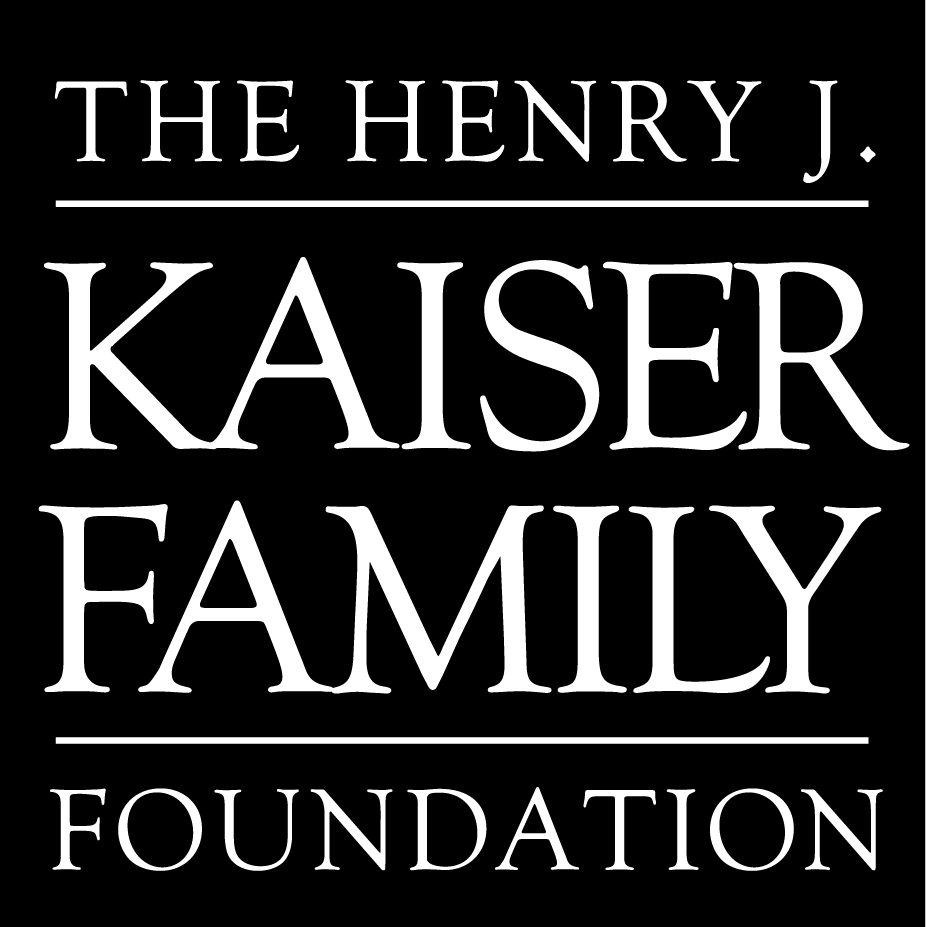 THE HENRY J.
KAISER
FAMILY
FOUNDATION